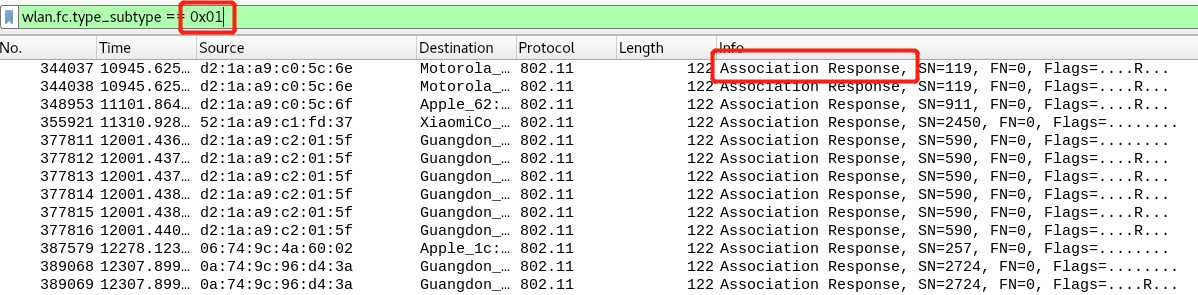 wlan.fc.type_subtype == 0x01
No. Time Source Destination Protocol Length Info
344037 10945.625… d2:1a:a9:c0:5c:6e Motorola_… 802.11 122 Association Response, SN=119, FN=0, Flags=....R...
344038 10945.625… d2:1a:a9:c0:5c:6e Motorola_… 802.11 122 Association Response, SN=119, FN=0, Flags=....R...
348953 11101.864… d2:1a:a9:c0:5c:6f Apple_62:… 802.11 122 Association Response, SN=911, FN=0, Flags=....R...
355921 11310.928… 52:1a:a9:c1:fd:37 XiaomiCo_… 802.11 122 Association Response, SN=2450, FN=0, Flags=........
377811 12001.436… d2:1a:a9:c2:01:5f Guangdon_… 802.11 122 Association Response, SN=590, FN=0, Flags=........
377812 12001.437… d2:1a:a9:c2:01:5f Guangdon_… 802.11 122 Association Response, SN=590, FN=0, Flags=....R...
377813 12001.437… d2:1a:a9:c2:01:5f Guangdon_… 802.11 122 Association Response, SN=590, FN=0, Flags=....R...
377814 12001.438… d2:1a:a9:c2:01:5f Guangdon_… 802.11 122 Association Response, SN=590, FN=0, Flags=....R...
377815 12001.438… d2:1a:a9:c2:01:5f Guangdon_… 802.11 122 Association Response, SN=590, FN=0, Flags=....R...
377816 12001.440… d2:1a:a9:c2:01:5f Guangdon_… 802.11 122 Association Response, SN=590, FN=0, Flags=....R...
387579 12278.123… 06:74:9c:4a:60:02 Apple_1c:… 802.11 122 Association Response, SN=257, FN=0, Flags=........
389068 12307.899… 0a:74:9c:96:d4:3a Guangdon_… 802.11 122 Association Response, SN=2724, FN=0, Flags=........
389069 12307.899… 0a:74:9c:96:d4:3a Guangdon_… 802.11 122 Association Response, SN=2724, FN=0, Flags=....R...